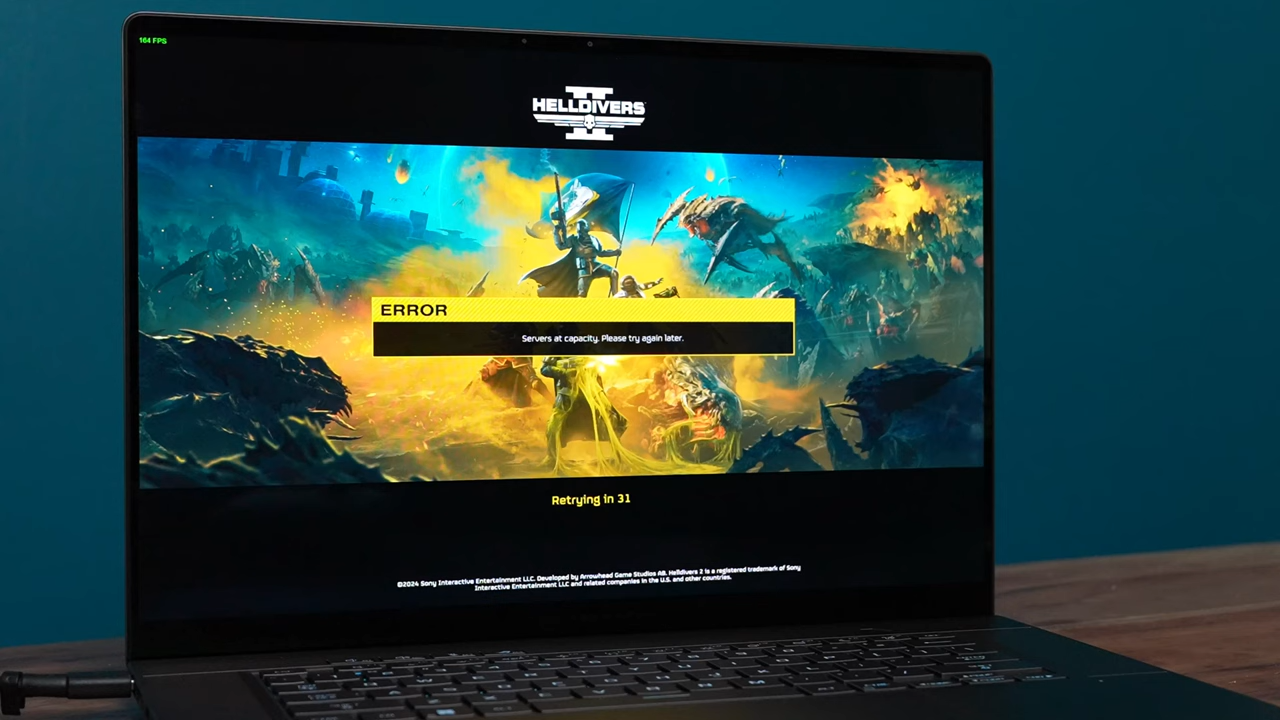 164 FPS
HELLDIVERS
II
ERROR
Servers at capacity. Please try again later.
Retrying in 31
©2024 Sony Interactive Entertainment LLC. Developed by Arrowhead Game Studios AB. Helldivers 2 is a registered trademark of Sony
Interactive Entertainment LLC and related companies in the U.S. and other countries.